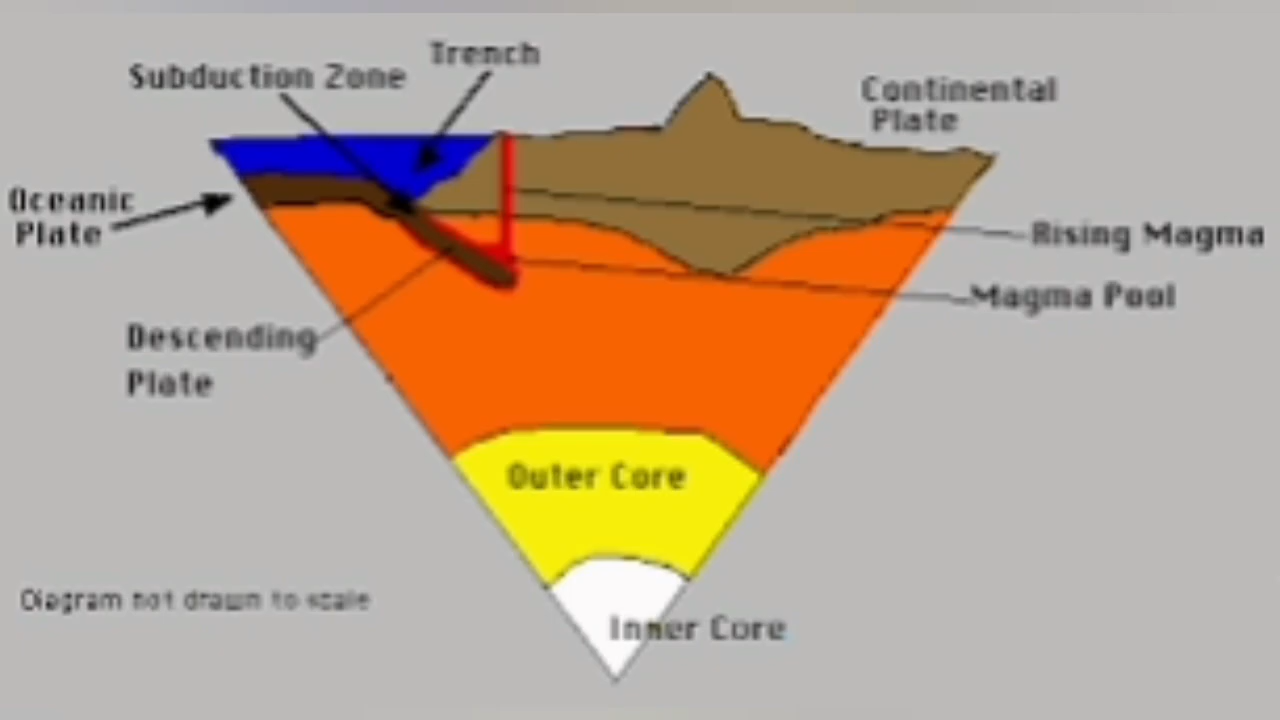 Trench
Subduction Zone
Continental
Plate
Oceanic
Plate
Rising Magma
Magma Pool
Descending
Plate
Outer Core
Diagram not drawn to scale
Inner Core